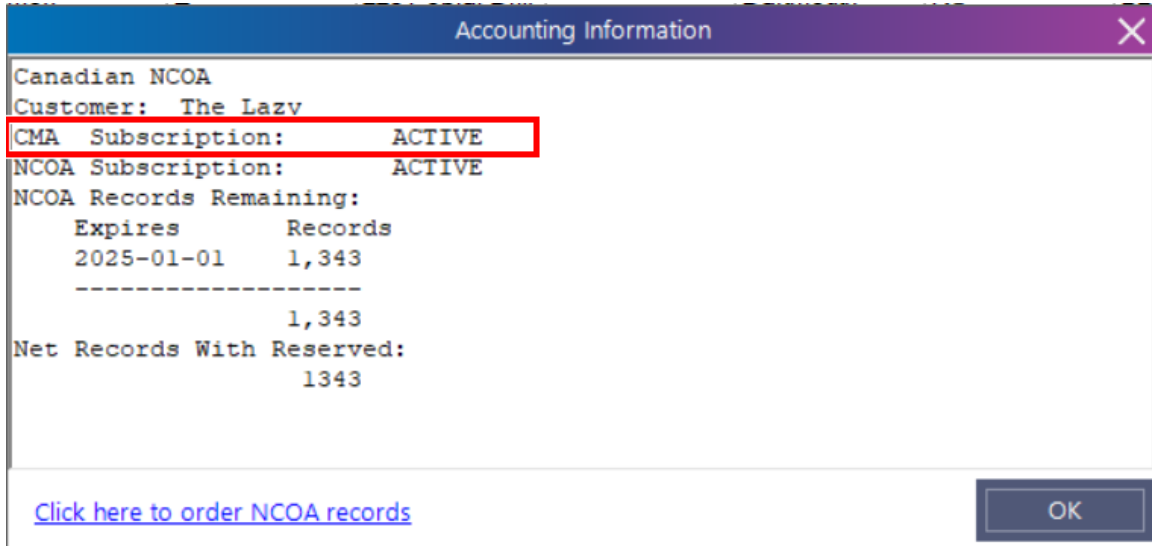 Accounting Information
Canadian NCOA
Customer: The Lazy
CMA Subscription: ACTIVE
NCOA Subscription: ACTIVE
NCOA Records Remaining:
Expires Records
2025-01-01 1,343
-------------------
1,343
Net Records With Reserved:
1343
Click here to order NCOA records
OK